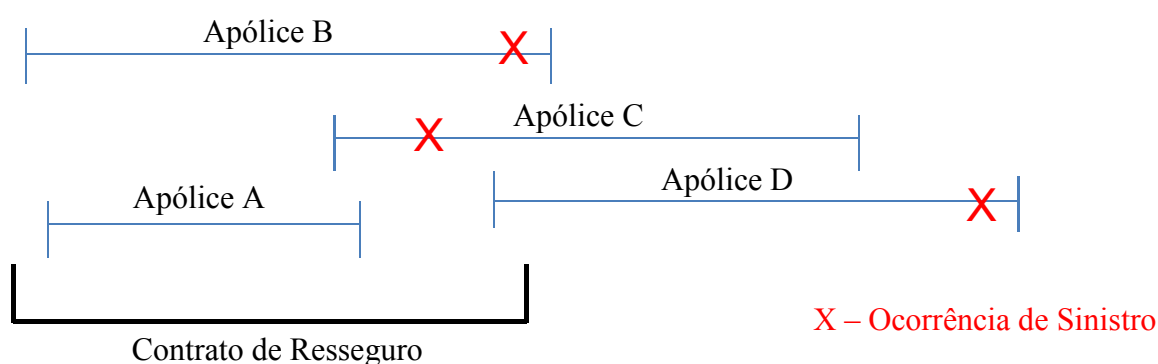 Apólice B
Apólice C
Apólice D
Apólice A
X – Ocorrência de Sinistro
Contrato de Resseguro